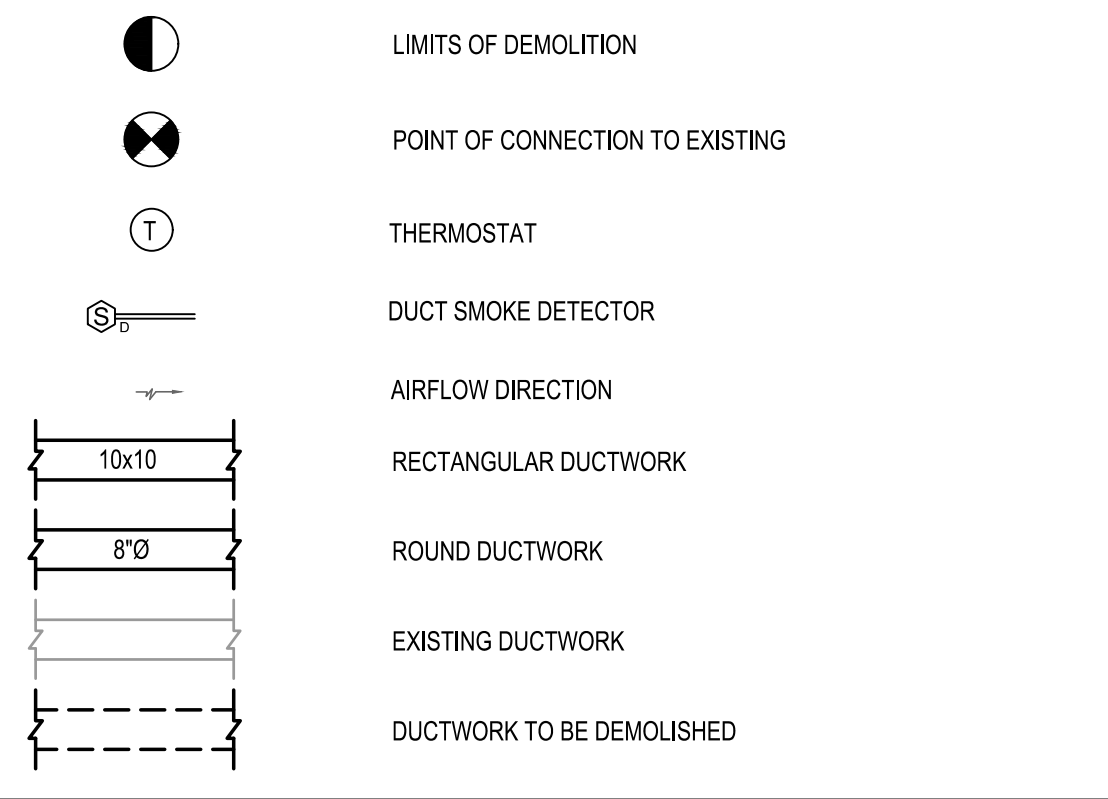 LIMITS OF DEMOLITION
POINT OF CONNECTION TO EXISTING
T THERMOSTAT
S D DUCT SMOKE DETECTOR
AIRFLOW DIRECTION
10x10 RECTANGULAR DUCTWORK
8"Ø ROUND DUCTWORK
EXISTING DUCTWORK
DUCTWORK TO BE DEMOLISHED